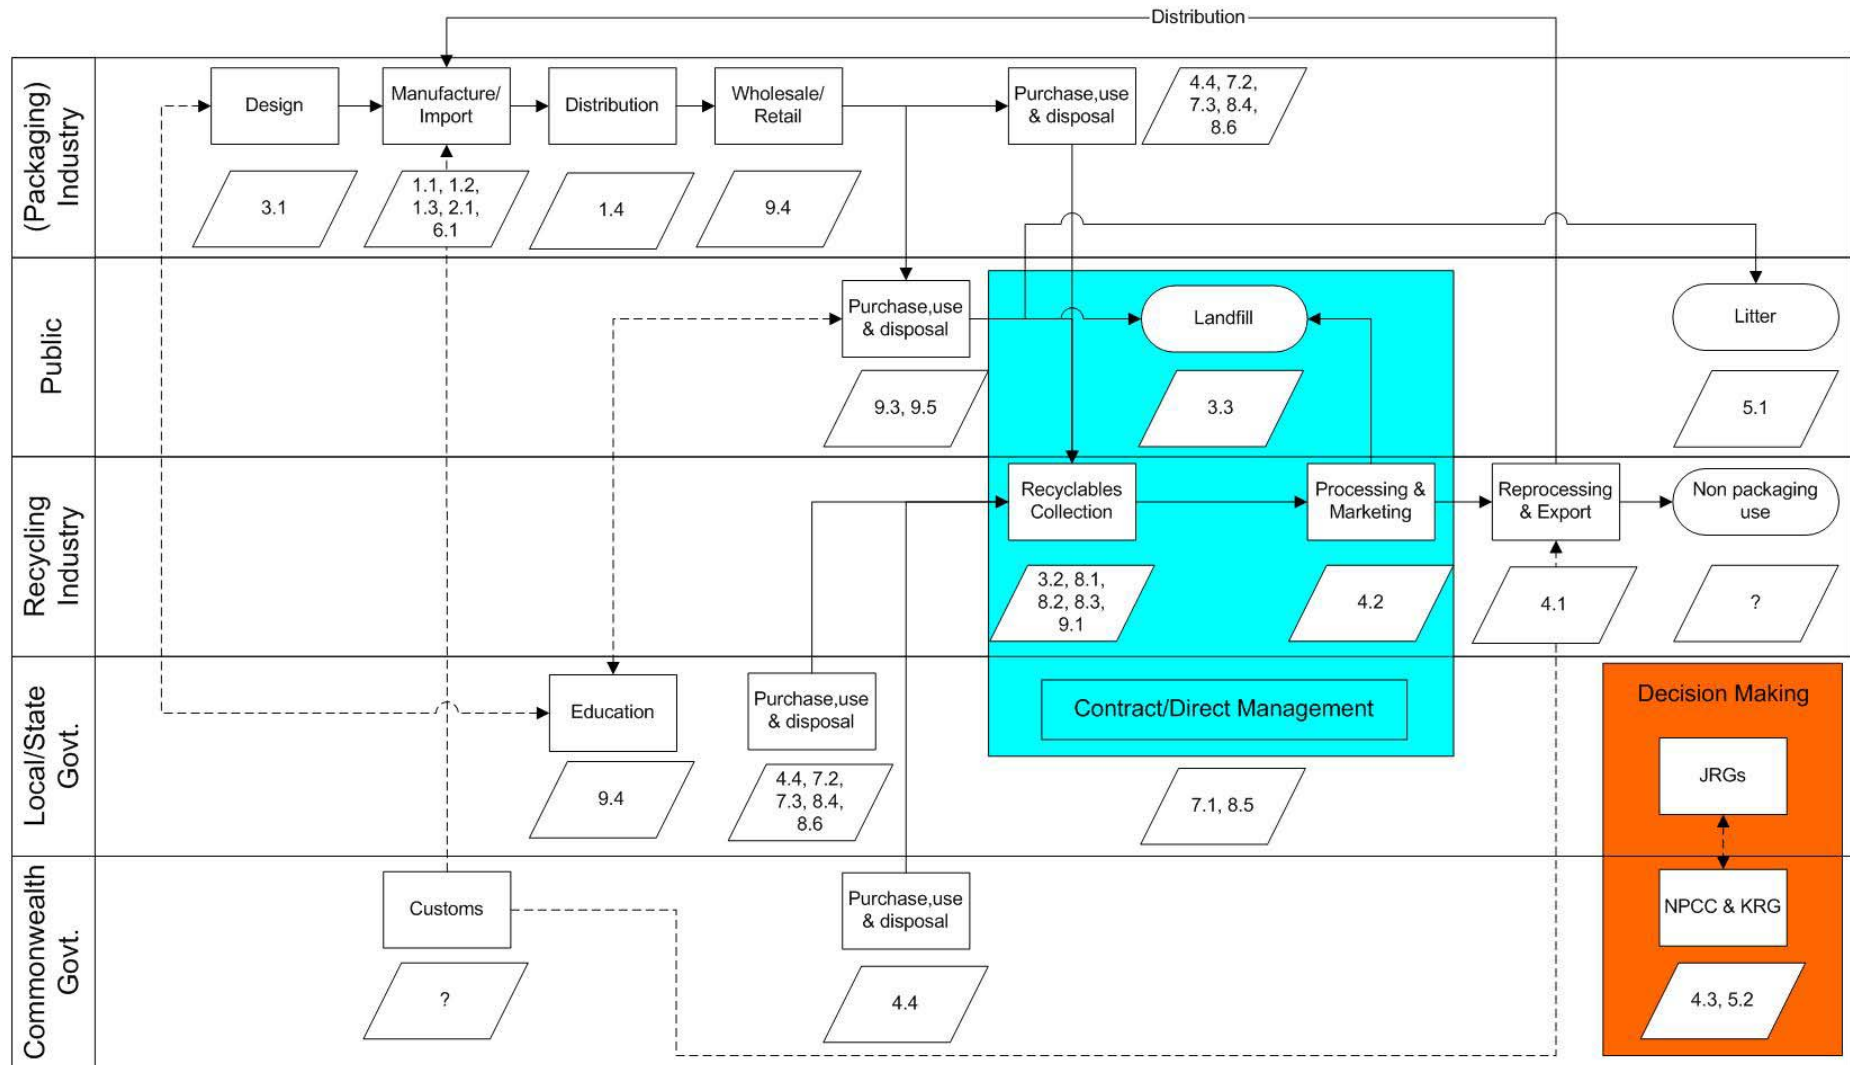 Distribution
(Packaging)
Industry
Design
Manufacture/
Import
Distribution
Wholesale/
Retail
Purchase,use
& disposal
4.4, 7.2,
7.3, 8.4,
8.6
3.1
1.1, 1.2,
1.3, 2.1,
6.1
1.4
9.4
Public
Purchase,use
& disposal
Landfill
Litter
9.3, 9.5
3.3
5.1
Recycling
Industry
Recyclables
Collection
Processing &
Marketing
Reprocessing
& Export
Non packaging
use
3.2, 8.1,
8.2, 8.3,
9.1
4.2
4.1
?
Local/State
Govt.
Education
Purchase,use
& disposal
Contract/Direct Management
Decision Making
JRGs
9.4
4.4, 7.2,
7.3, 8.4,
8.6
7.1, 8.5
Commonwealth
Govt.
Customs
Purchase,use
& disposal
NPCC & KRG
?
4.4
4.3, 5.2